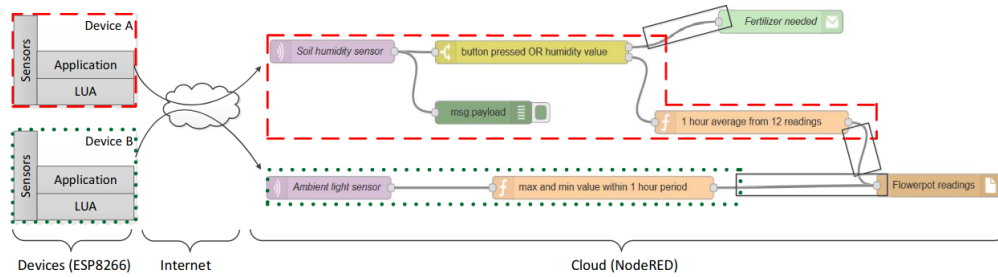 Device A
Sensors
Application
LUA
Device B
Sensors
Application
LUA
Soil humidity sensor
button pressed OR humidity value
Fertilizer needed
msg.payload
f
1 hour average from 12 readings
Ambient light sensor
f
max and min value within 1 hour period
Flowerpot readings
Devices (ESP8266)
Internet
Cloud (NodeRED)